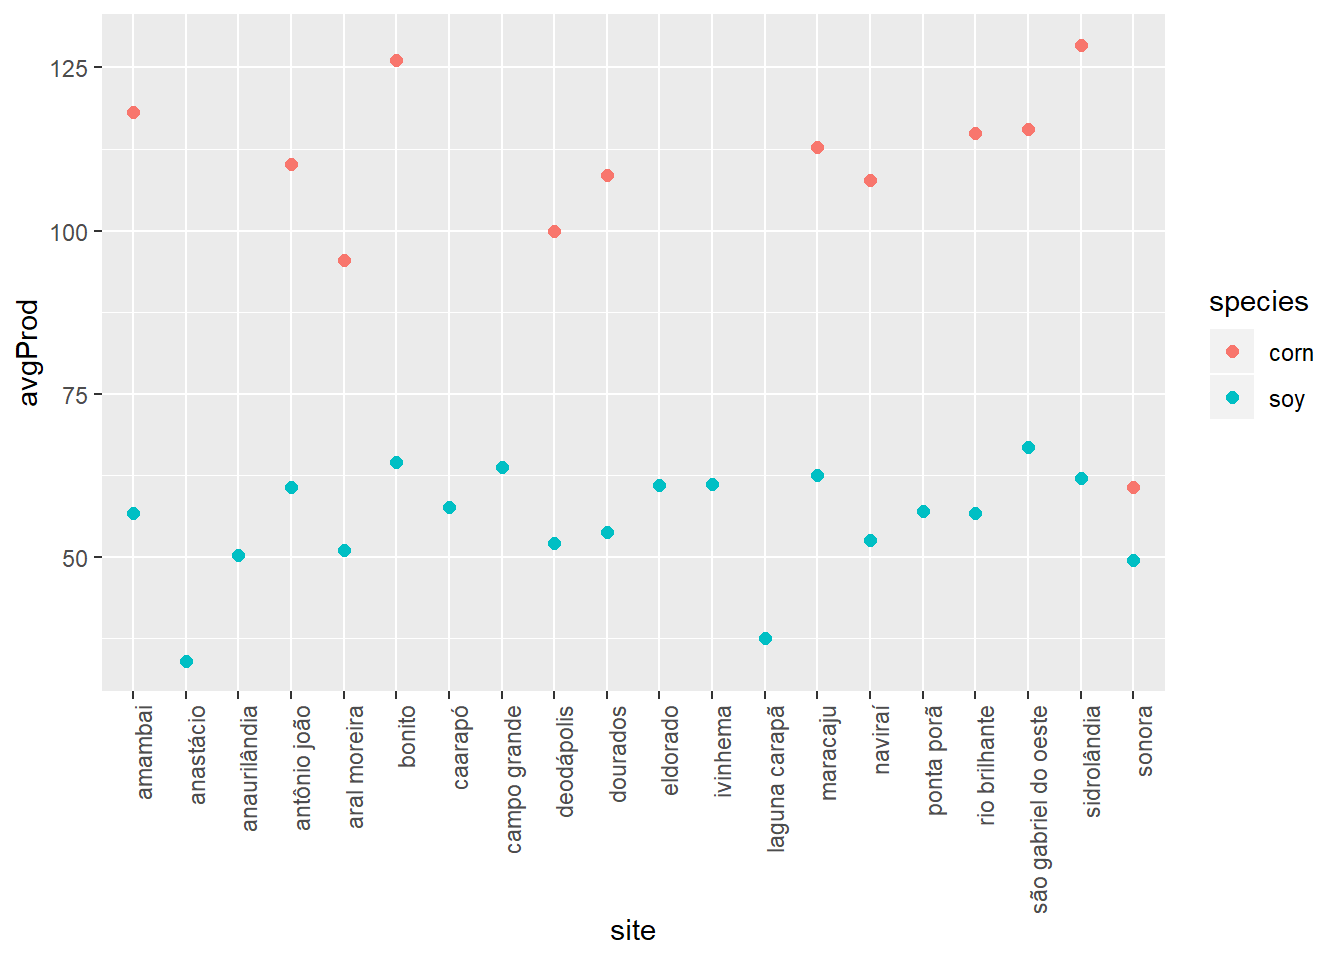 125
100
75
50
avgProd
amambai
anastácio
anaurilândia
antônio joão
aral moreira
bonito
caarapó
campo grande
deodápolis
dourados
eldorado
ivinhema
laguna carapã
maracaju
naviraí
ponta porã
rio brilhante
são gabriel do oeste
sidrolândia
sonora
site
species
corn
soy